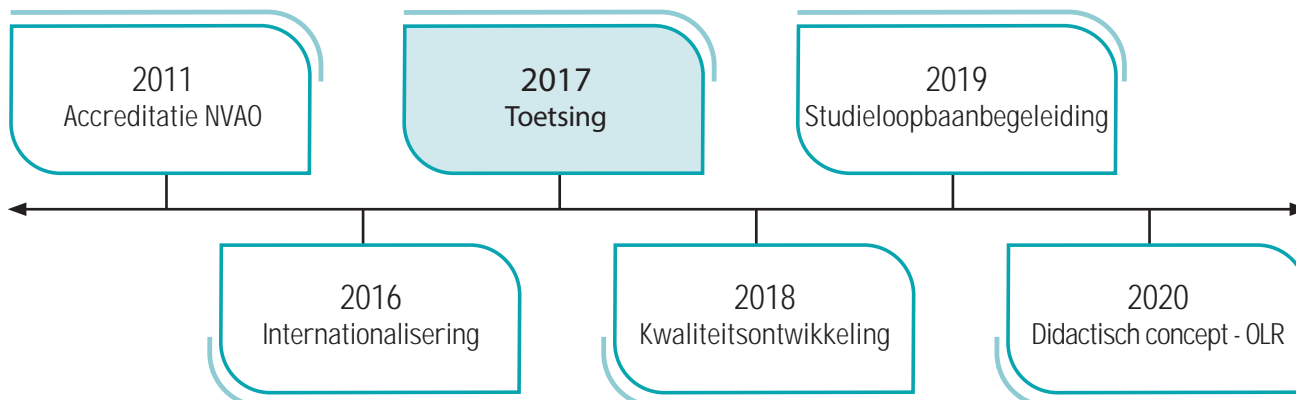 2011
Accreditatie NVAO
2017
Toetsing
2019
Studieloopbaanbegeleiding
2016
Internationalisering
2018
Kwaliteitsontwikkeling
2020
Didactisch concept - OLR